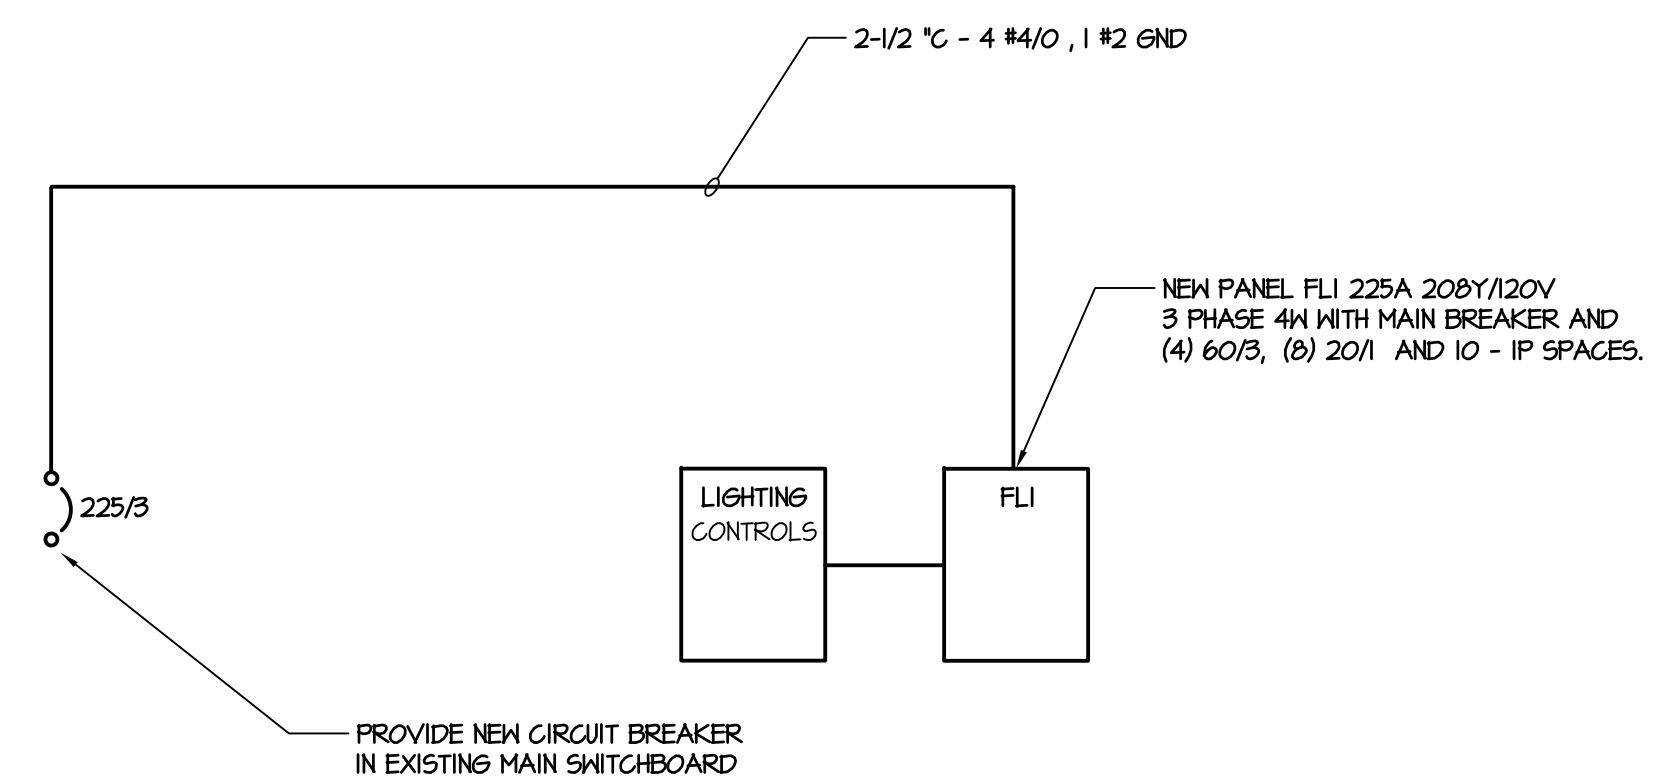 2-1/2 "C - 4 #4/0 , 1 #2 GND
NEW PANEL FL1 225A 208Y/120V
3 PHASE 4W WITH MAIN BREAKER AND
(4) 60/3, (8) 20/1 AND 10 - 1P SPACES.
225/3
LIGHTING
CONTROLS
FL1
PROVIDE NEW CIRCUIT BREAKER
IN EXISTING MAIN SWITCHBOARD